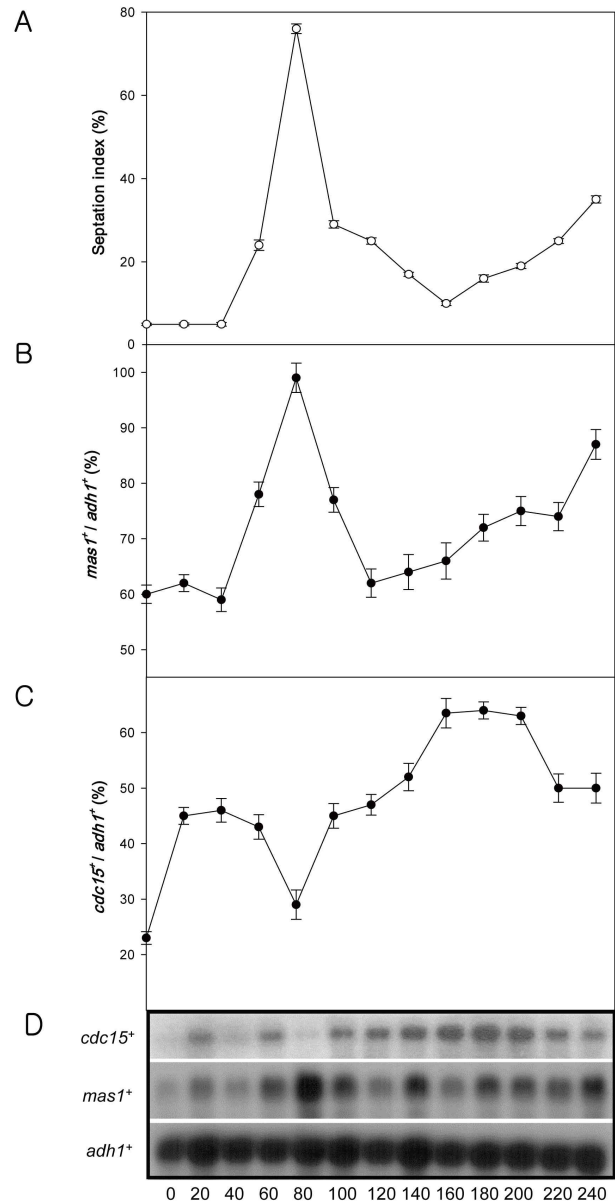 A
80
60
40
20
0
Septation index (%)
B
100
90
80
70
60
50
mas1⁺/ adh1⁺ (%)
C
60
50
40
30
20
cdc15⁺/ adh1⁺ (%)
D
cdc15⁺
mas1⁺
adh1⁺
0 20 40 60 80 100 120 140 160 180 200 220 240